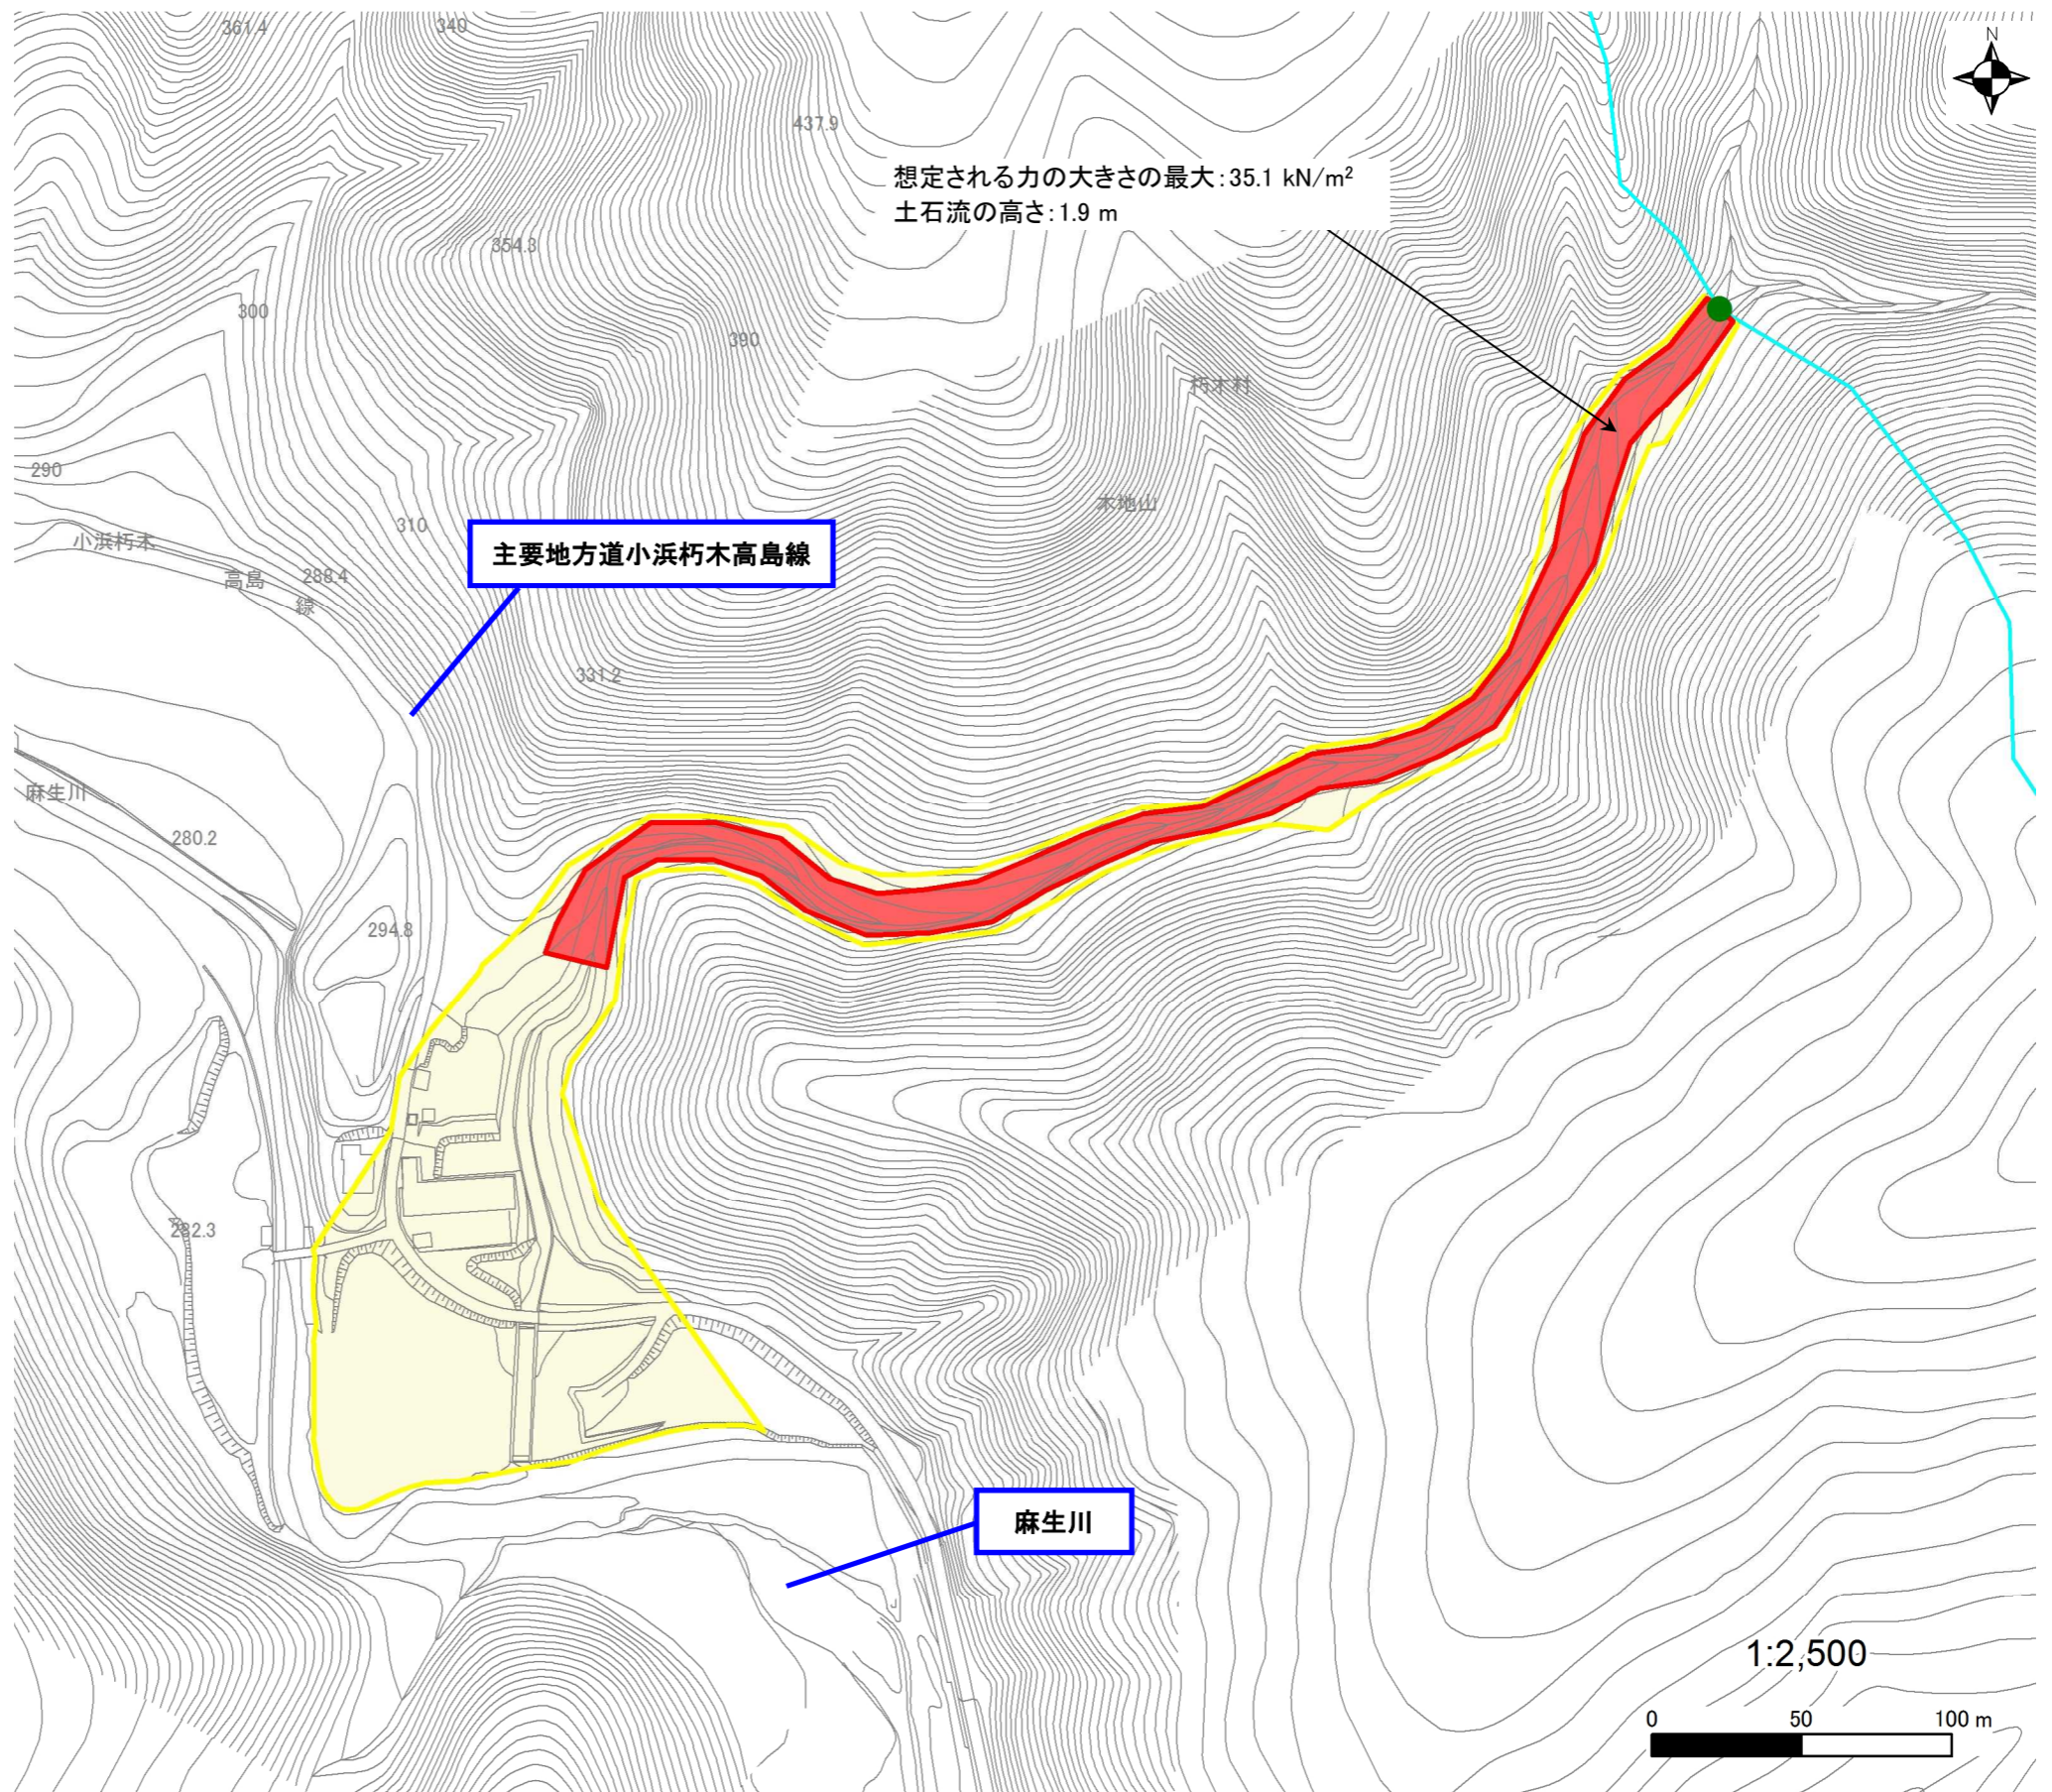 361.4
340
N
437.9
想定される力の大きさの最大：35.1 kN/m²
土石流の高さ：1.9 m
354.3
300
390
朽木村
290
木地山
310
小浜朽木
主要地方道小浜朽木高島線
高島
288.4
線
331.2
麻生川
280.2
294.8
282.3
麻生川
1:2,500
0 50 100 m